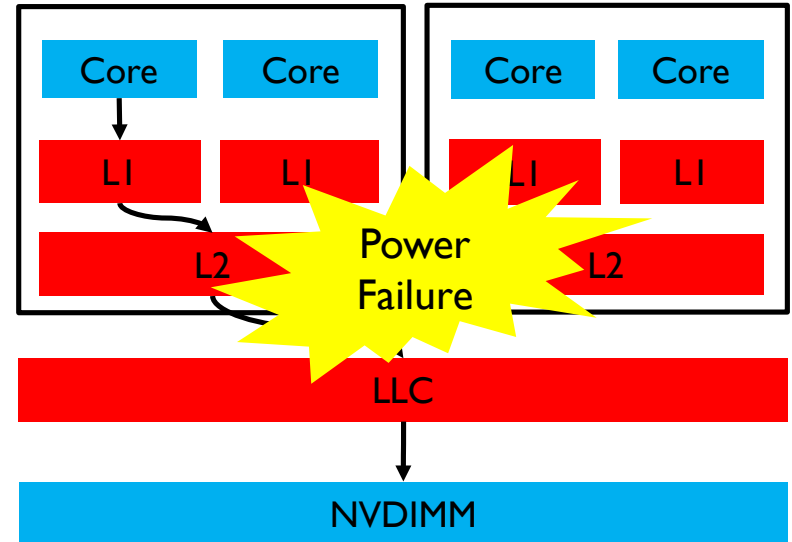 Core
Core
Core
Core
L1
L1
L1
L1
Power
Failure
L2
L2
LLC
NVDIMM